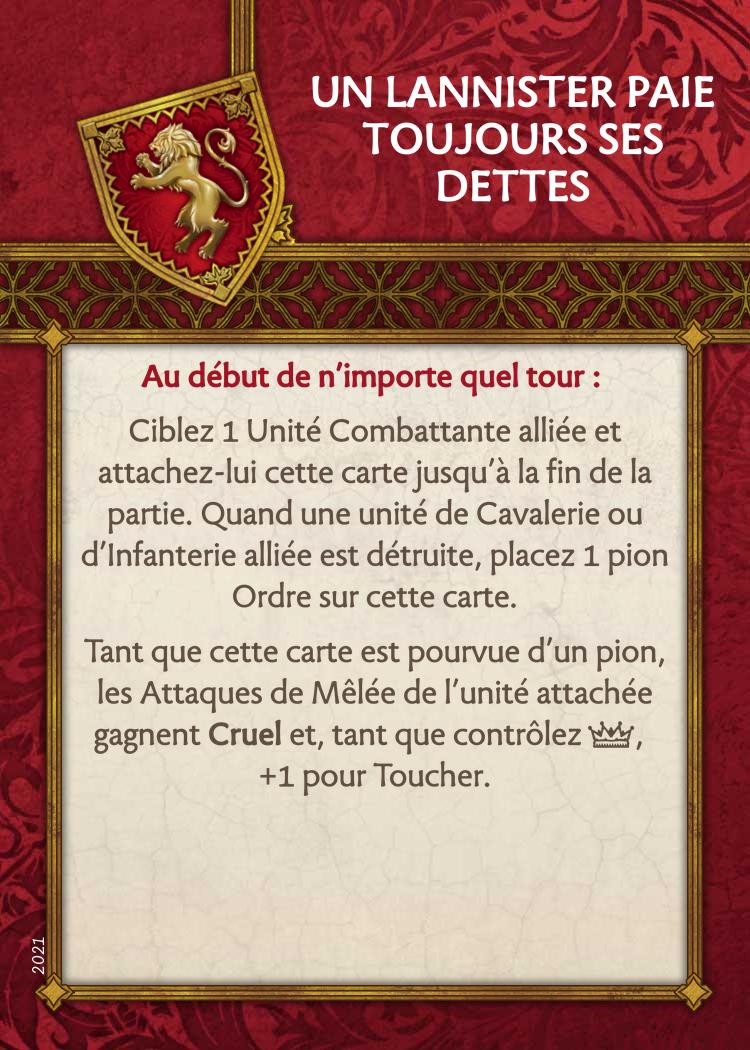 UN LANNISTER PAIE
TOUJOURS SES
DETTES
Au début de n’importe quel tour :
Ciblez 1 Unité Combattante alliée et
attachez-lui cette carte jusqu’à la fin de la
partie. Quand une unité de Cavalerie ou
d’Infanterie alliée est détruite, placez 1 pion
Ordre sur cette carte.
Tant que cette carte est pourvue d’un pion,
les Attaques de Mêlée de l’unité attachée
gagnent Cruel et, tant que contrôlez ,
+1 pour Toucher.
2021